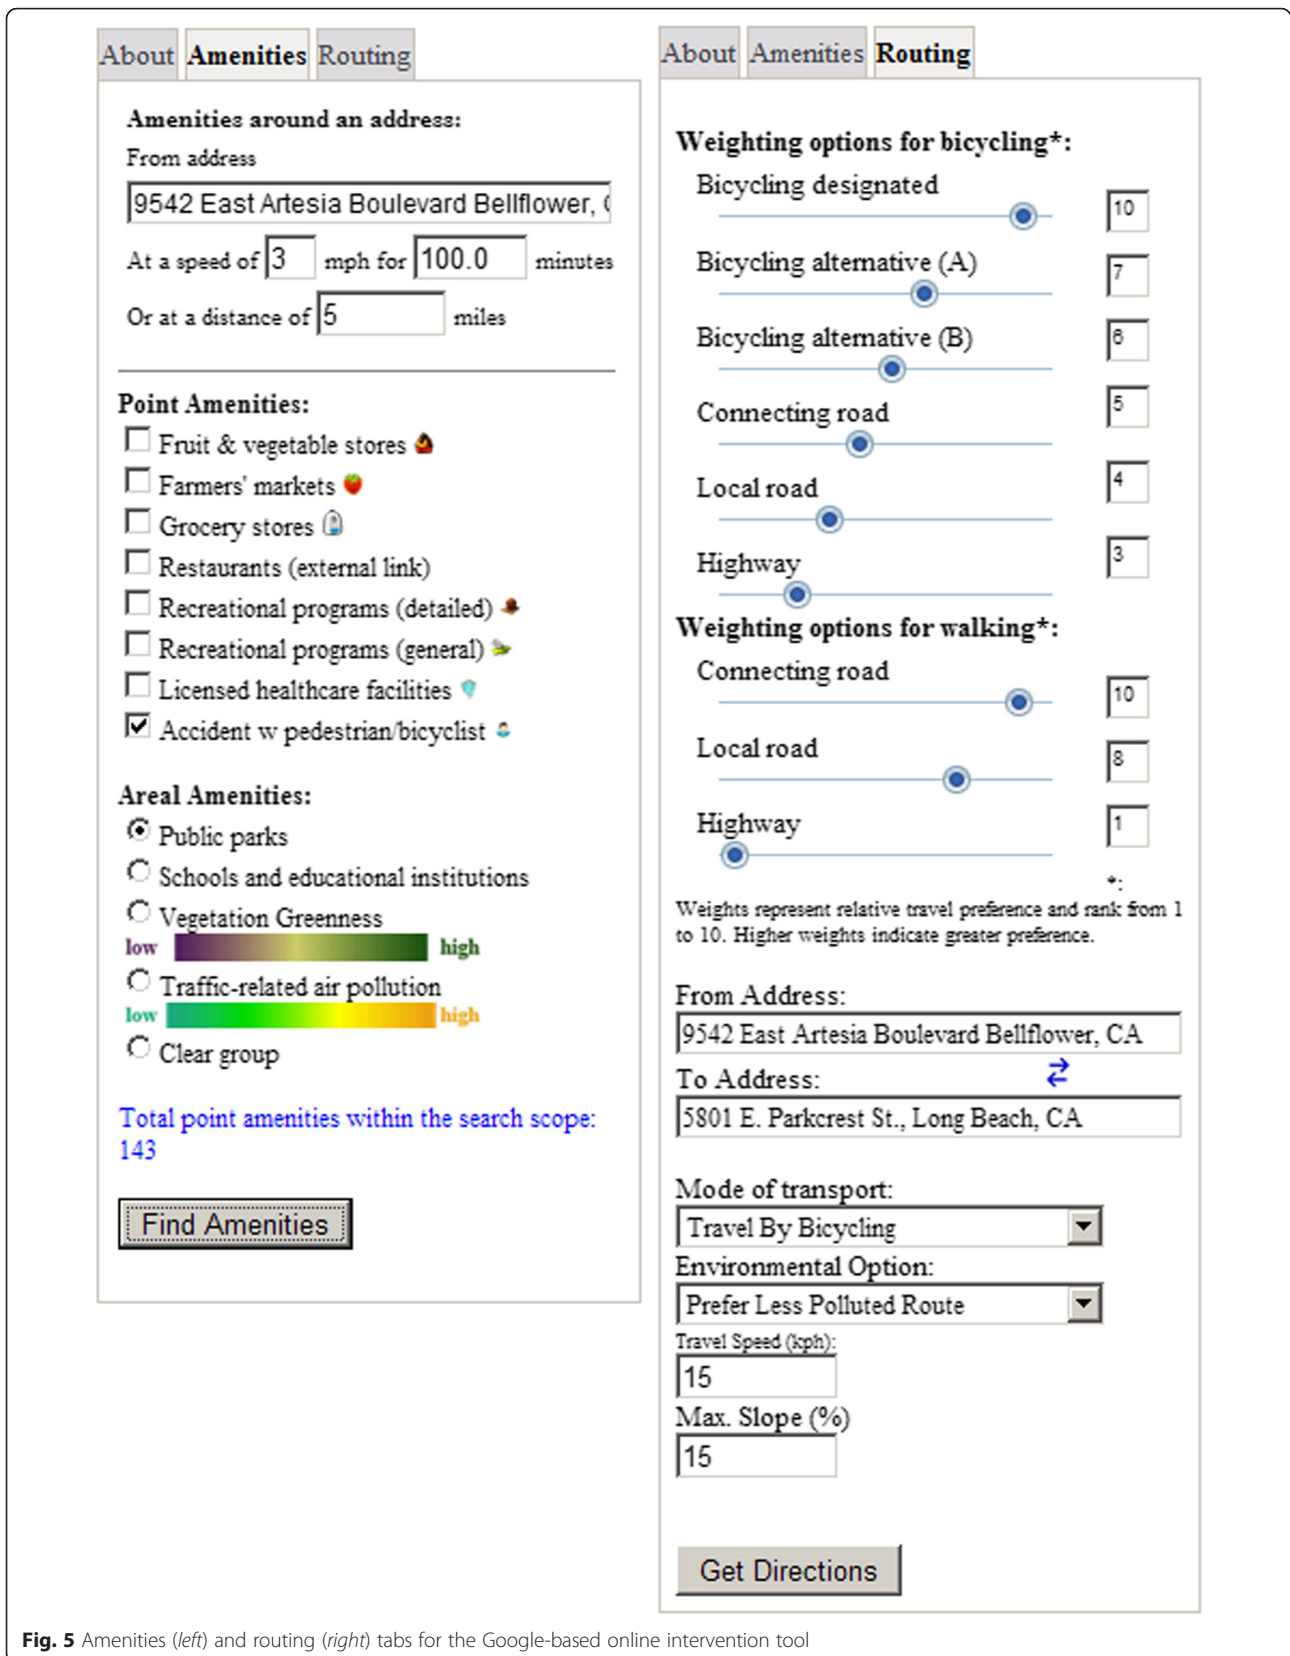 About Amenities Routing
Amenities around an address:
From address
9542 East Artesia Boulevard Bellflower, C
At a speed of 3 mph for 100.0 minutes
Or at a distance of 5 miles
Point Amenities:
Fruit & vegetable stores
Farmers' markets
Grocery stores
Restaurants (external link)
Recreational programs (detailed)
Recreational programs (general)
Licensed healthcare facilities
Accident w pedestrian/bicyclist
Areal Amenities:
Public parks
Schools and educational institutions
Vegetation Greenness
low high
Traffic-related air pollution
low high
Clear group
Total point amenities within the search scope:
143
Find Amenities
About Amenities Routing
Weighting options for bicycling*:
Bicycling designated 10
Bicycling alternative (A) 7
Bicycling alternative (B) 6
Connecting road 5
Local road 4
Highway 3
Weighting options for walking*:
Connecting road 10
Local road 8
Highway 1
*:
Weights represent relative travel preference and rank from 1
to 10. Higher weights indicate greater preference.
From Address:
9542 East Artesia Boulevard Bellflower, CA
To Address:
5801 E. Parkcrest St., Long Beach, CA
Mode of transport:
Travel By Bicycling
Environmental Option:
Prefer Less Polluted Route
Travel Speed (kph):
15
Max. Slope (%)
15
Get Directions
Fig. 5 Amenities (left) and routing (right) tabs for the Google-based online intervention tool